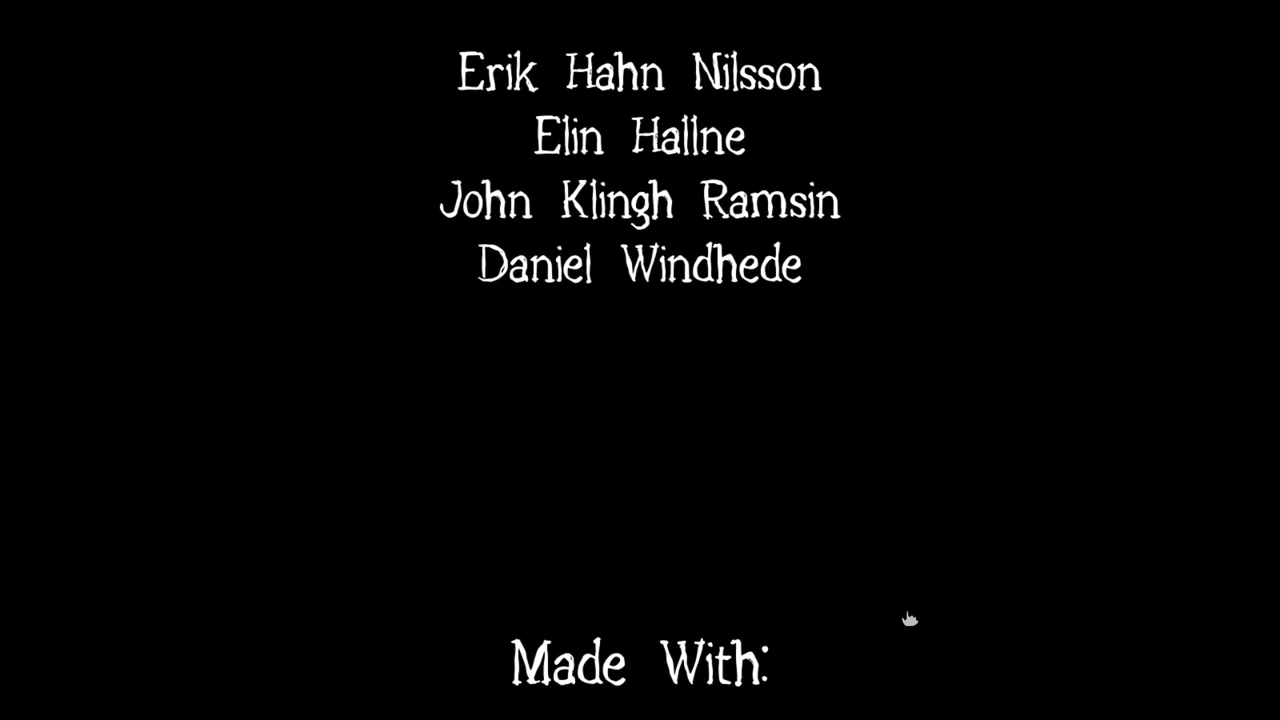 Erik Hahn Nilsson
Elin Hallne
John Klingh Ramsin
Daniel Windhede
Made With: